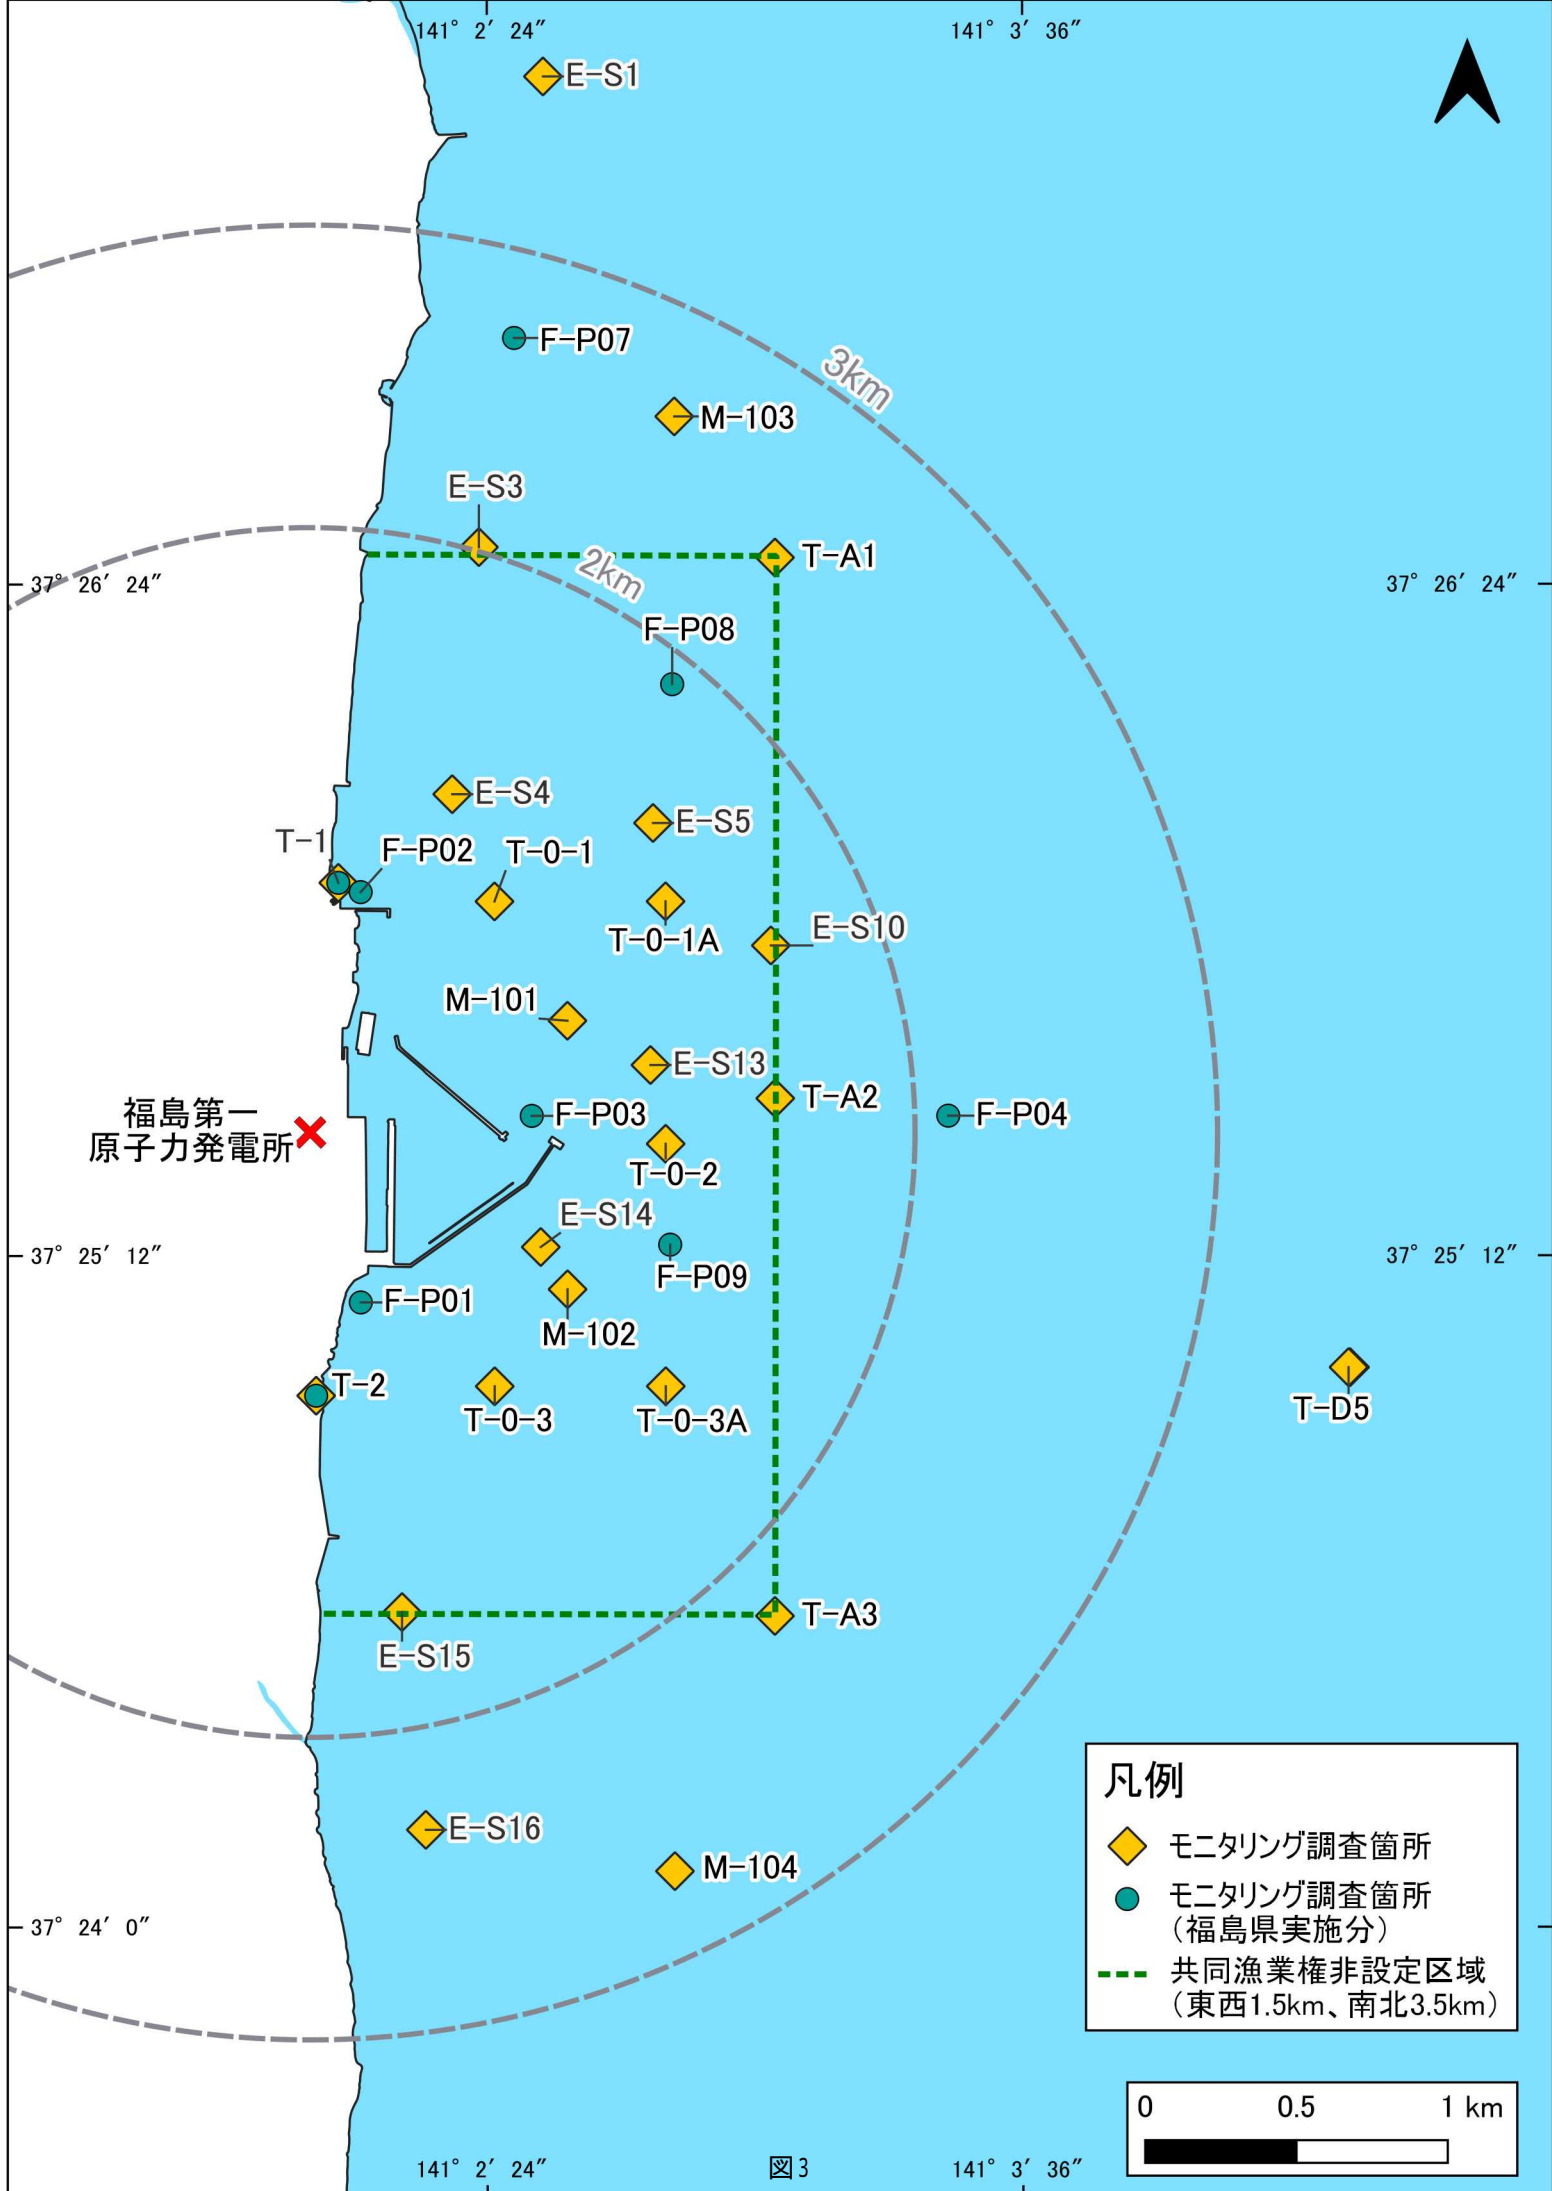 141° 2′ 24″
141° 3′ 36″
E-S1
F-P07
3km
M-103
E-S3
T-A1
2km
37° 26′ 24″
37° 26′ 24″
F-P08
E-S4
E-S5
T-1
F-P02
T-0-1
T-0-1A
E-S10
M-101
E-S13
T-A2
福島第一
原子力発電所
F-P03
F-P04
T-0-2
E-S14
37° 25′ 12″
37° 25′ 12″
F-P09
F-P01
M-102
T-2
T-0-3
T-0-3A
T-D5
E-S15
T-A3
E-S16
M-104
37° 24′ 0″
凡例
モニタリング調査箇所
モニタリング調査箇所
（福島県実施分）
共同漁業権非設定区域
（東西1.5km、南北3.5km）
0 0.5 1 km
141° 2′ 24″
図3
141° 3′ 36″